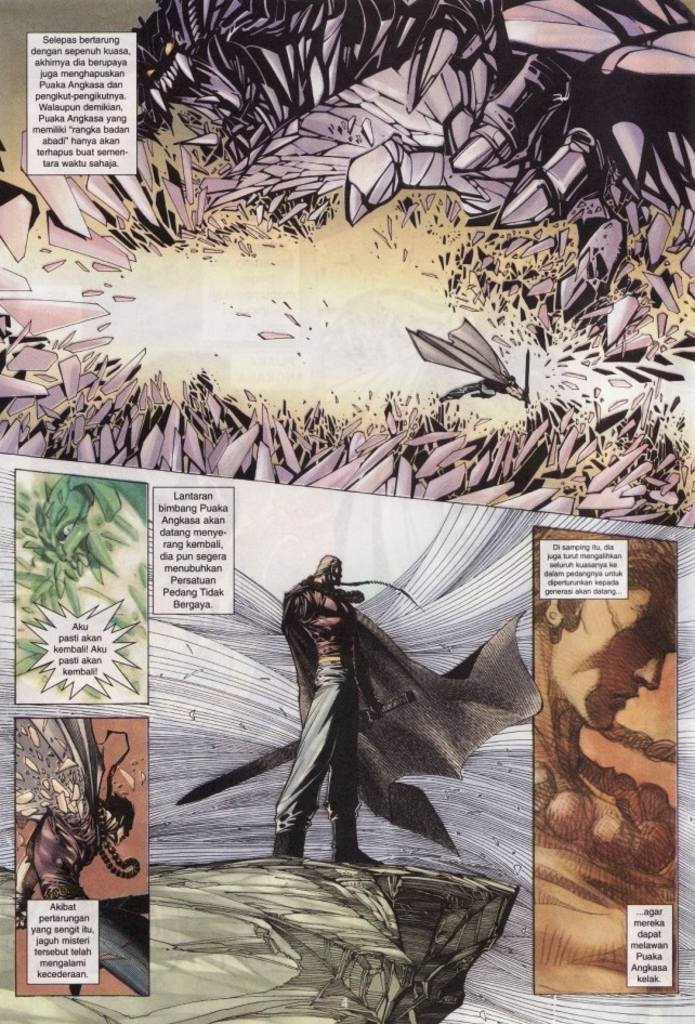 Selepas bertarung
dengan sepenuh kuasa,
akhirnya dia berupaya
juga menghapuskan
Puaka Angkasa dan
pengikut-pengikutnya.
Walaupun demikian,
Puaka Angkasa yang
memiliki "rangka badan
abadi" hanya akan
terhapus buat semen-
tara waktu sahaja.
Lantaran
bimbang Puaka
Angkasa akan
datang menye-
rang kembali,
dia pun segera
menubuhkan
Persatuan
Pedang Tidak
Bergaya.
Aku
pasti akan
kembali! Aku
pasti akan
kembali!
Akibat
pertarungan
yang sengit itu,
jaguh misteri
tersebut telah
mengalami
kecederaan.
Di samping itu, dia
juga turut mengalihkan
seluruh kuasanya ke
dalam pedangnya untuk
diperturunkan kepada
generasi akan datang...
...agar
mereka
dapat
melawan
Puaka
Angkasa
kelak.
4